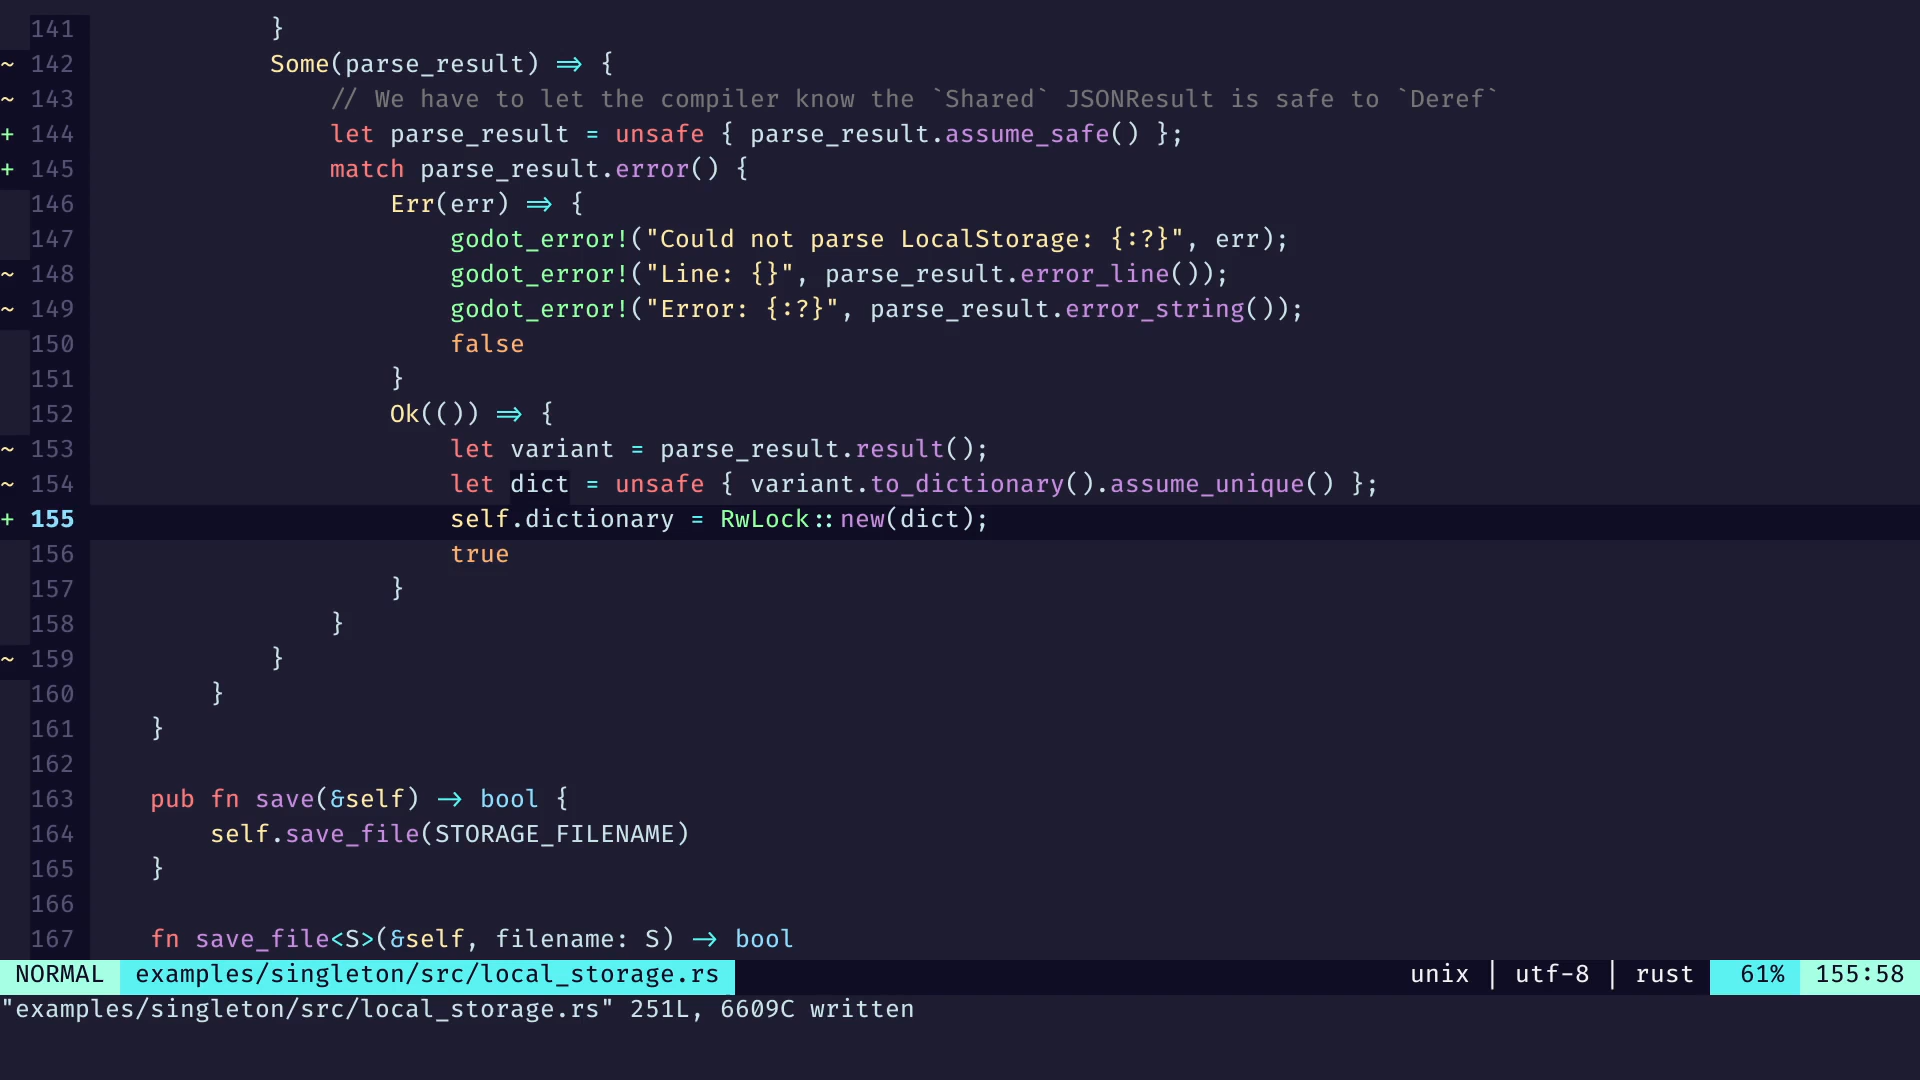 141             }
~ 142             Some(parse_result) => {
~ 143                 // We have to let the compiler know the `Shared` JSONResult is safe to `Deref`
+ 144                 let parse_result = unsafe { parse_result.assume_safe() };
+ 145                 match parse_result.error() {
146                     Err(err) => {
147                         godot_error!("Could not parse LocalStorage: {:?}", err);
~ 148                         godot_error!("Line: {}", parse_result.error_line());
~ 149                         godot_error!("Error: {:?}", parse_result.error_string());
150                         false
151                     }
152                     Ok(()) => {
~ 153                         let variant = parse_result.result();
~ 154                         let dict = unsafe { variant.to_dictionary().assume_unique() };
+ 155                         self.dictionary = RwLock::new(dict);
156                         true
157                     }
158                 }
~ 159             }
160         }
161     }
162
163     pub fn save(&self) -> bool {
164         self.save_file(STORAGE_FILENAME)
165     }
166
167     fn save_file<S>(&self, filename: S) -> bool
NORMAL examples/singleton/src/local_storage.rs unix | utf-8 | rust 61% 155:58
"examples/singleton/src/local_storage.rs" 251L, 6609C written